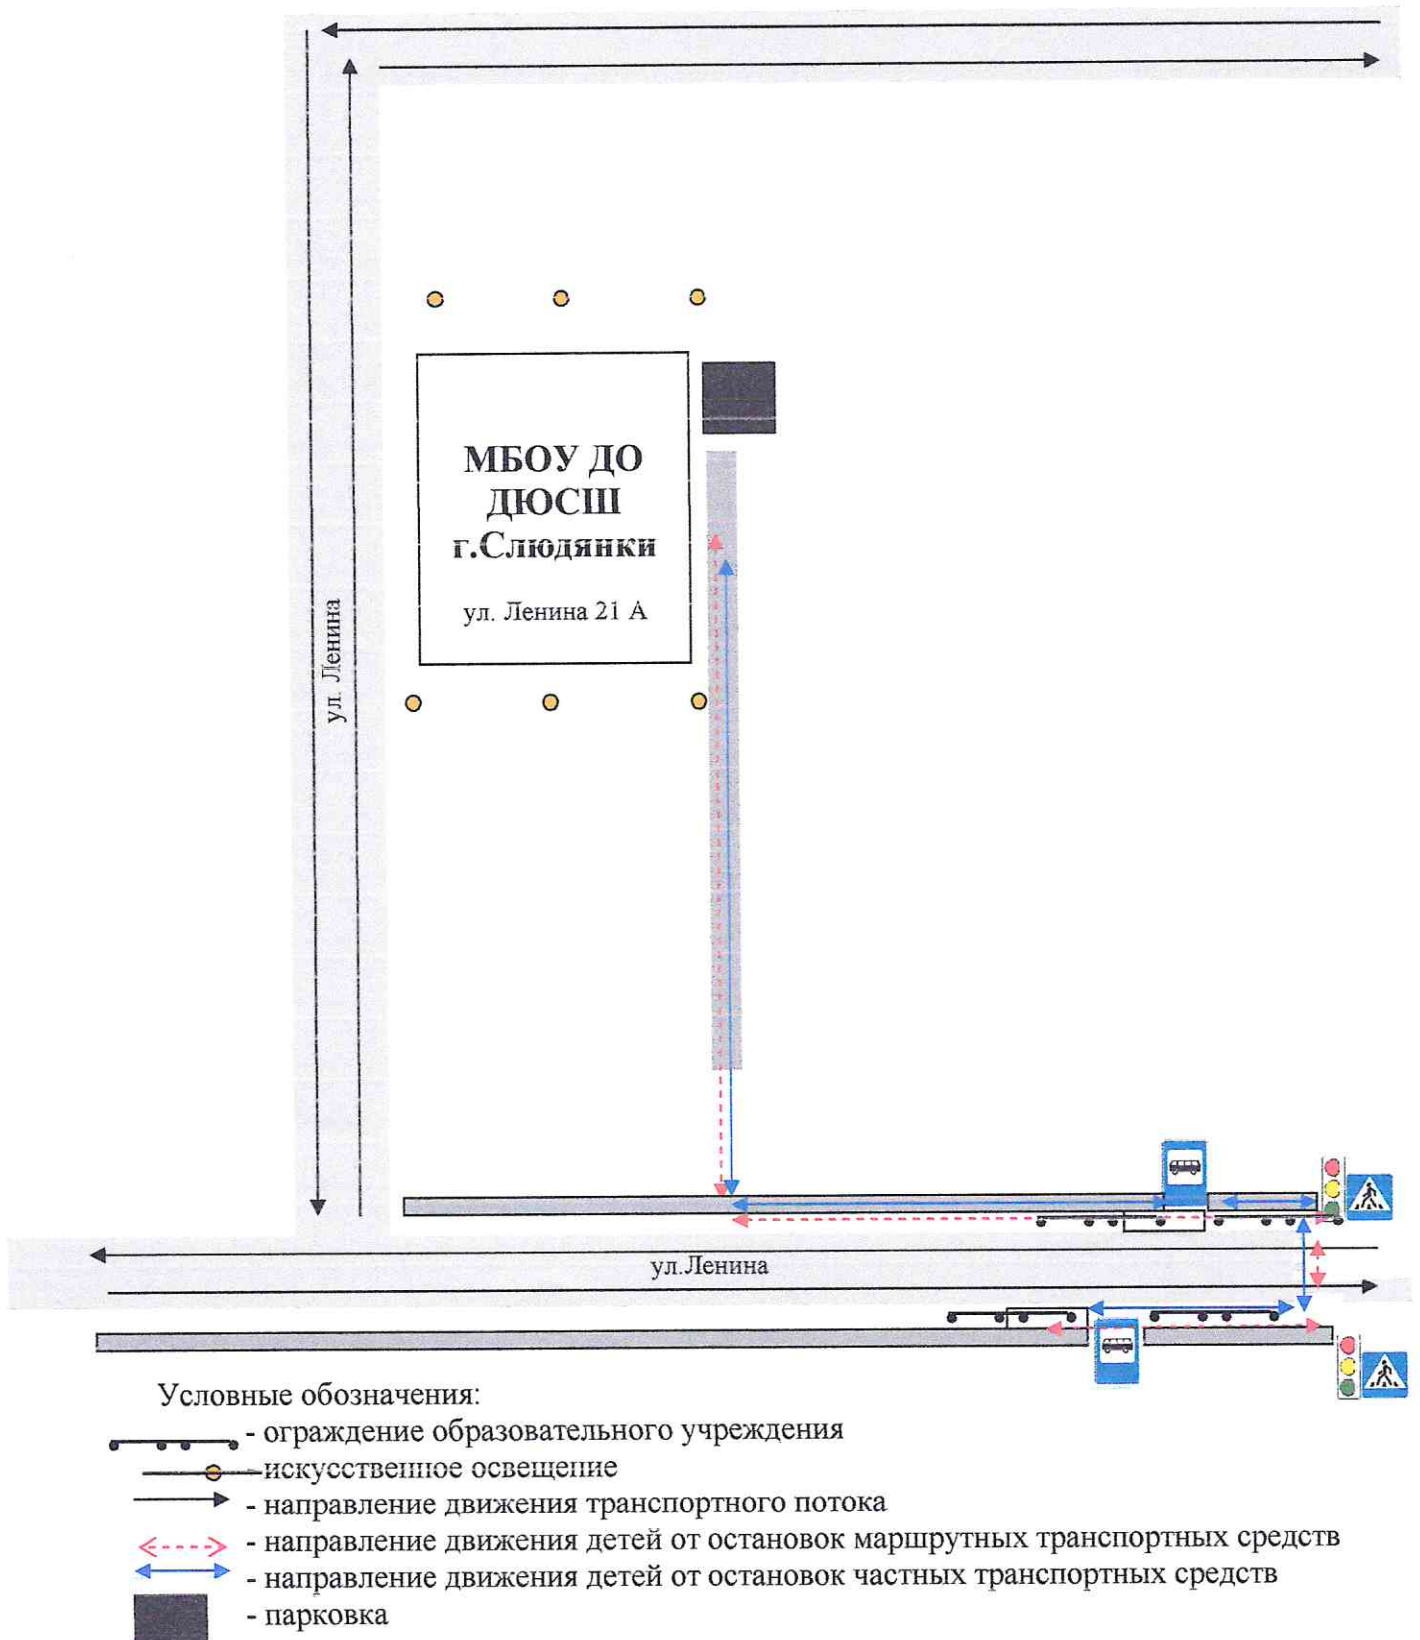 МБОУ ДО
ДЮСШ
г.Слюдянки
ул. Ленина 21 А
ул. Ленина
ул.Ленина
Условные обозначения:
- ограждение образовательного учреждения
-искусственное освещение
- направление движения транспортного потока
- направление движения детей от остановок маршрутных транспортных средств
- направление движения детей от остановок частных транспортных средств
- парковка